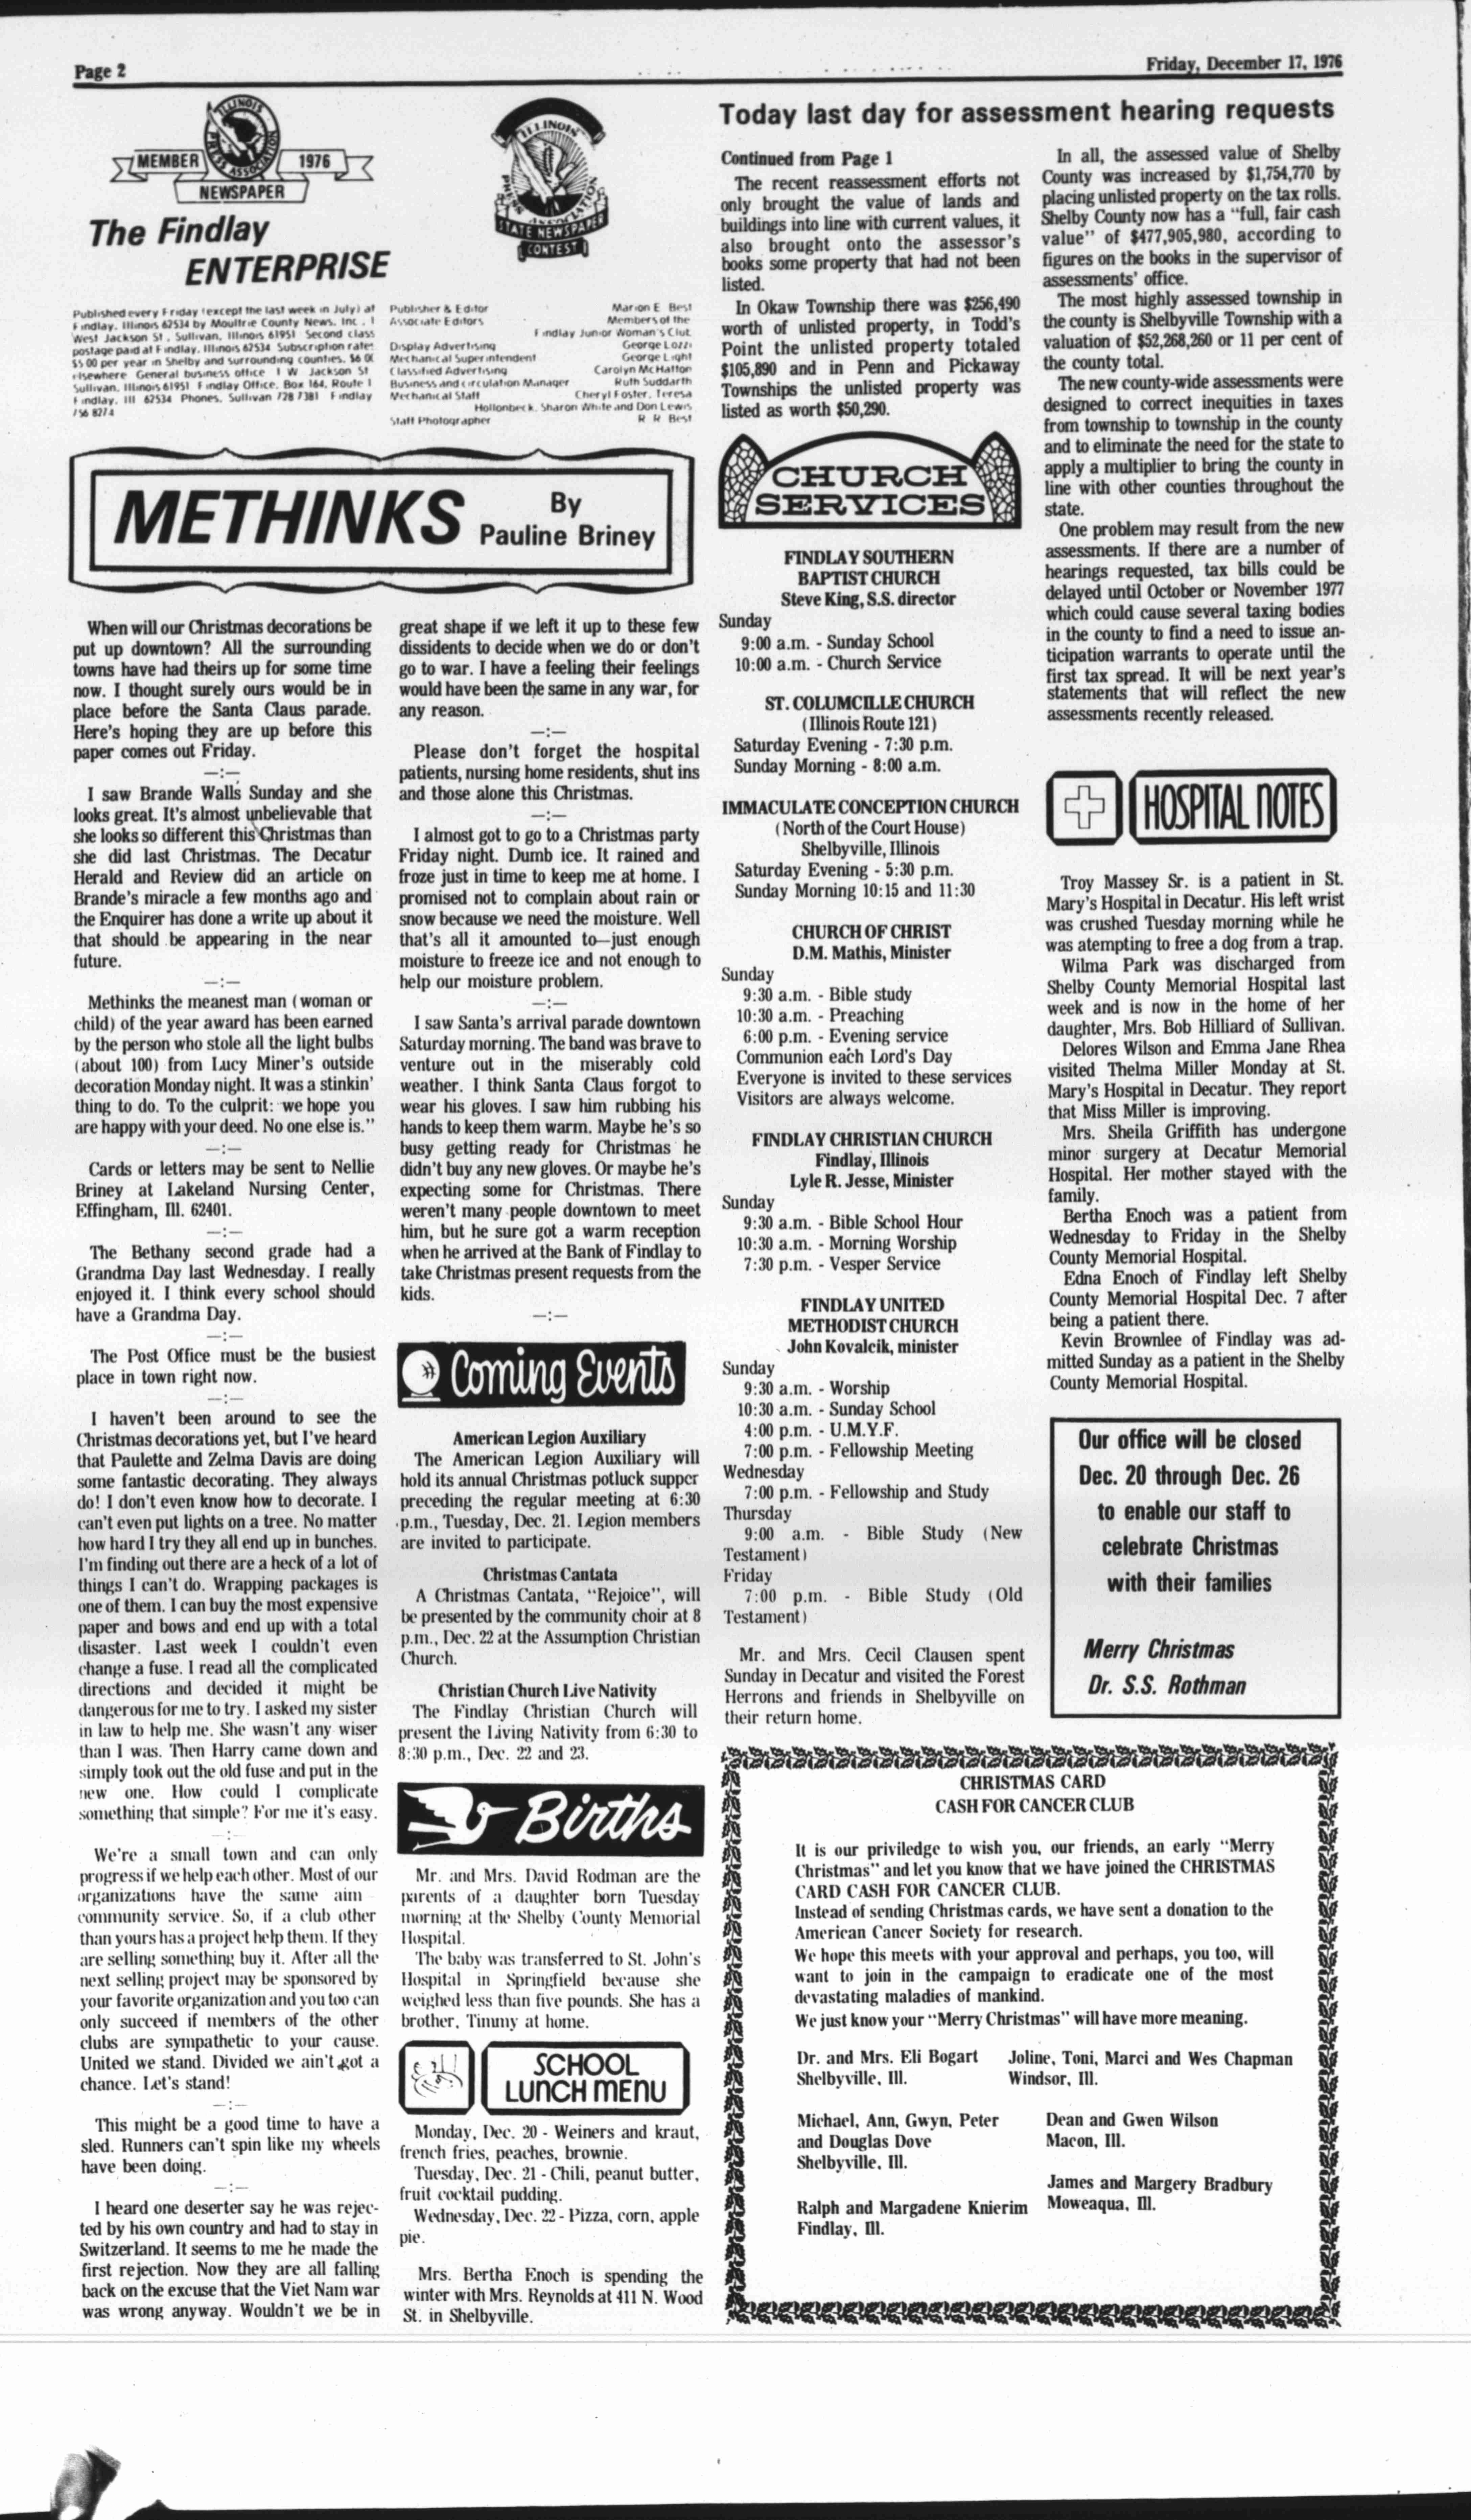 Page 2
Friday, December 17, 1976
ILLINOIS
PRESS ASSOCIATION
MEMBER
1976
NEWSPAPER
The Findlay
ENTERPRISE
ILLINOIS
PRESS ASSOCIATION
STATE NEWSPAPER
CONTEST
Published every Friday (except the last week in July) at
Findlay, Illinois 62534 by Moultrie County News, Inc., 1
West Jackson St., Sullivan, Illinois 61951 Second class
postage paid at Findlay, Illinois 62534 Subscription rates
$5.00 per year in Shelby and surrounding counties, $6.00
elsewhere General business office 1 W Jackson St
Sullivan, Illinois 61951 Findlay Office, Box 164, Route 1
Findlay, Ill 62534 Phones, Sullivan 728 7381 Findlay
756 8274
Publisher & Editor Marion E Best
Associate Editors Members of the
Findlay Junior Woman's Club
Display Advertising George Lozzi
Mechanical Superintendent George Light
Classified Advertising Carolyn McHatton
Business and circulation Manager Ruth Suddarth
Mechanical Staff Cheryl Foster, Teresa
Hollonbeck, Sharon White and Don Lewis
Staff Photographer R R Best
METHINKS
By
Pauline Briney
When will our Christmas decorations be
put up downtown? All the surrounding
towns have had theirs up for some time
now. I thought surely ours would be in
place before the Santa Claus parade.
Here's hoping they are up before this
paper comes out Friday.
—:—
I saw Brande Walls Sunday and she
looks great. It's almost unbelievable that
she looks so different this Christmas than
she did last Christmas. The Decatur
Herald and Review did an article on
Brande's miracle a few months ago and
the Enquirer has done a write up about it
that should be appearing in the near
future.
—:—
Methinks the meanest man (woman or
child) of the year award has been earned
by the person who stole all the light bulbs
(about 100) from Lucy Miner's outside
decoration Monday night. It was a stinkin'
thing to do. To the culprit: "we hope you
are happy with your deed. No one else is."
—:—
Cards or letters may be sent to Nellie
Briney at Lakeland Nursing Center,
Effingham, Ill. 62401.
—:—
The Bethany second grade had a
Grandma Day last Wednesday. I really
enjoyed it. I think every school should
have a Grandma Day.
—:—
The Post Office must be the busiest
place in town right now.
—:—
I haven't been around to see the
Christmas decorations yet, but I've heard
that Paulette and Zelma Davis are doing
some fantastic decorating. They always
do! I don't even know how to decorate. I
can't even put lights on a tree. No matter
how hard I try they all end up in bunches.
I'm finding out there are a heck of a lot of
things I can't do. Wrapping packages is
one of them. I can buy the most expensive
paper and bows and end up with a total
disaster. Last week I couldn't even
change a fuse. I read all the complicated
directions and decided it might be
dangerous for me to try. I asked my sister
in law to help me. She wasn't any wiser
than I was. Then Harry came down and
simply took out the old fuse and put in the
new one. How could I complicate
something that simple? For me it's easy.
—:—
We're a small town and can only
progress if we help each other. Most of our
organizations have the same aim
community service. So, if a club other
than yours has a project help them. If they
are selling something buy it. After all the
next selling project may be sponsored by
your favorite organization and you too can
only succeed if members of the other
clubs are sympathetic to your cause.
United we stand. Divided we ain't got a
chance. Let's stand!
—:—
This might be a good time to have a
sled. Runners can't spin like my wheels
have been doing.
—:—
I heard one deserter say he was rejec-
ted by his own country and had to stay in
Switzerland. It seems to me he made the
first rejection. Now they are all falling
back on the excuse that the Viet Nam war
was wrong anyway. Wouldn't we be in
great shape if we left it up to these few
dissidents to decide when we do or don't
go to war. I have a feeling their feelings
would have been the same in any war, for
any reason.
—:—
Please don't forget the hospital
patients, nursing home residents, shut ins
and those alone this Christmas.
—:—
I almost got to go to a Christmas party
Friday night. Dumb ice. It rained and
froze just in time to keep me at home. I
promised not to complain about rain or
snow because we need the moisture. Well
that's all it amounted to—just enough
moisture to freeze ice and not enough to
help our moisture problem.
—:—
I saw Santa's arrival parade downtown
Saturday morning. The band was brave to
venture out in the miserably cold
weather. I think Santa Claus forgot to
wear his gloves. I saw him rubbing his
hands to keep them warm. Maybe he's so
busy getting ready for Christmas he
didn't buy any new gloves. Or maybe he's
expecting some for Christmas. There
weren't many people downtown to meet
him, but he sure got a warm reception
when he arrived at the Bank of Findlay to
take Christmas present requests from the
kids.
—:—
Coming Events
American Legion Auxiliary
The American Legion Auxiliary will
hold its annual Christmas potluck supper
preceding the regular meeting at 6:30
p.m., Tuesday, Dec. 21. Legion members
are invited to participate.
Christmas Cantata
A Christmas Cantata, "Rejoice", will
be presented by the community choir at 8
p.m., Dec. 22 at the Assumption Christian
Church.
Christian Church Live Nativity
The Findlay Christian Church will
present the Living Nativity from 6:30 to
8:30 p.m., Dec. 22 and 23.
Births
Mr. and Mrs. David Rodman are the
parents of a daughter born Tuesday
morning at the Shelby County Memorial
Hospital.
The baby was transferred to St. John's
Hospital in Springfield because she
weighed less than five pounds. She has a
brother, Timmy at home.
SCHOOL
LUNCH MENU
Monday, Dec. 20 - Weiners and kraut,
french fries, peaches, brownie.
Tuesday, Dec. 21 - Chili, peanut butter,
fruit cocktail pudding.
Wednesday, Dec. 22 - Pizza, corn, apple
pie.
Mrs. Bertha Enoch is spending the
winter with Mrs. Reynolds at 411 N. Wood
St. in Shelbyville.
Today last day for assessment hearing requests
Continued from Page 1
The recent reassessment efforts not
only brought the value of lands and
buildings into line with current values, it
also brought onto the assessor's
books some property that had not been
listed.
In Okaw Township there was $256,490
worth of unlisted property, in Todd's
Point the unlisted property totaled
$105,890 and in Penn and Pickaway
Townships the unlisted property was
listed as worth $50,290.
In all, the assessed value of Shelby
County was increased by $1,754,770 by
placing unlisted property on the tax rolls.
Shelby County now has a "full, fair cash
value" of $477,905,980, according to
figures on the books in the supervisor of
assessments' office.
The most highly assessed township in
the county is Shelbyville Township with a
valuation of $52,268,260 or 11 per cent of
the county total.
The new county-wide assessments were
designed to correct inequities in taxes
from township to township in the county
and to eliminate the need for the state to
apply a multiplier to bring the county in
line with other counties throughout the
state.
One problem may result from the new
assessments. If there are a number of
hearings requested, tax bills could be
delayed until October or November 1977
which could cause several taxing bodies
in the county to find a need to issue an-
ticipation warrants to operate until the
first tax spread. It will be next year's
statements that will reflect the new
assessments recently released.
CHURCH
SERVICES
FINDLAY SOUTHERN
BAPTIST CHURCH
Steve King, S.S. director
Sunday
9:00 a.m. - Sunday School
10:00 a.m. - Church Service
ST. COLUMCILLE CHURCH
(Illinois Route 121)
Saturday Evening - 7:30 p.m.
Sunday Morning - 8:00 a.m.
IMMACULATE CONCEPTION CHURCH
(North of the Court House)
Shelbyville, Illinois
Saturday Evening - 5:30 p.m.
Sunday Morning 10:15 and 11:30
CHURCH OF CHRIST
D.M. Mathis, Minister
Sunday
9:30 a.m. - Bible study
10:30 a.m. - Preaching
6:00 p.m. - Evening service
Communion each Lord's Day
Everyone is invited to these services
Visitors are always welcome.
FINDLAY CHRISTIAN CHURCH
Findlay, Illinois
Lyle R. Jesse, Minister
Sunday
9:30 a.m. - Bible School Hour
10:30 a.m. - Morning Worship
7:30 p.m. - Vesper Service
FINDLAY UNITED
METHODIST CHURCH
John Kovalcik, minister
Sunday
9:30 a.m. - Worship
10:30 a.m. - Sunday School
4:00 p.m. - U.M.Y.F.
7:00 p.m. - Fellowship Meeting
Wednesday
7:00 p.m. - Fellowship and Study
Thursday
9:00 a.m. - Bible Study (New
Testament)
Friday
7:00 p.m. - Bible Study (Old
Testament)
Mr. and Mrs. Cecil Clausen spent
Sunday in Decatur and visited the Forest
Herrons and friends in Shelbyville on
their return home.
HOSPITAL NOTES
Troy Massey Sr. is a patient in St.
Mary's Hospital in Decatur. His left wrist
was crushed Tuesday morning while he
was atempting to free a dog from a trap.
Wilma Park was discharged from
Shelby County Memorial Hospital last
week and is now in the home of her
daughter, Mrs. Bob Hilliard of Sullivan.
Delores Wilson and Emma Jane Rhea
visited Thelma Miller Monday at St.
Mary's Hospital in Decatur. They report
that Miss Miller is improving.
Mrs. Sheila Griffith has undergone
minor surgery at Decatur Memorial
Hospital. Her mother stayed with the
family.
Bertha Enoch was a patient from
Wednesday to Friday in the Shelby
County Memorial Hospital.
Edna Enoch of Findlay left Shelby
County Memorial Hospital Dec. 7 after
being a patient there.
Kevin Brownlee of Findlay was ad-
mitted Sunday as a patient in the Shelby
County Memorial Hospital.
Our office will be closed
Dec. 20 through Dec. 26
to enable our staff to
celebrate Christmas
with their families
Merry Christmas
Dr. S.S. Rothman
CHRISTMAS CARD
CASH FOR CANCER CLUB
It is our priviledge to wish you, our friends, an early "Merry
Christmas" and let you know that we have joined the CHRISTMAS
CARD CASH FOR CANCER CLUB.
Instead of sending Christmas cards, we have sent a donation to the
American Cancer Society for research.
We hope this meets with your approval and perhaps, you too, will
want to join in the campaign to eradicate one of the most
devastating maladies of mankind.
We just know your "Merry Christmas" will have more meaning.
Dr. and Mrs. Eli Bogart
Shelbyville, Ill.
Joline, Toni, Marci and Wes Chapman
Windsor, Ill.
Michael, Ann, Gwyn, Peter
and Douglas Dove
Shelbyville, Ill.
Dean and Gwen Wilson
Macon, Ill.
James and Margery Bradbury
Moweaqua, Ill.
Ralph and Margadene Knierim
Findlay, Ill.